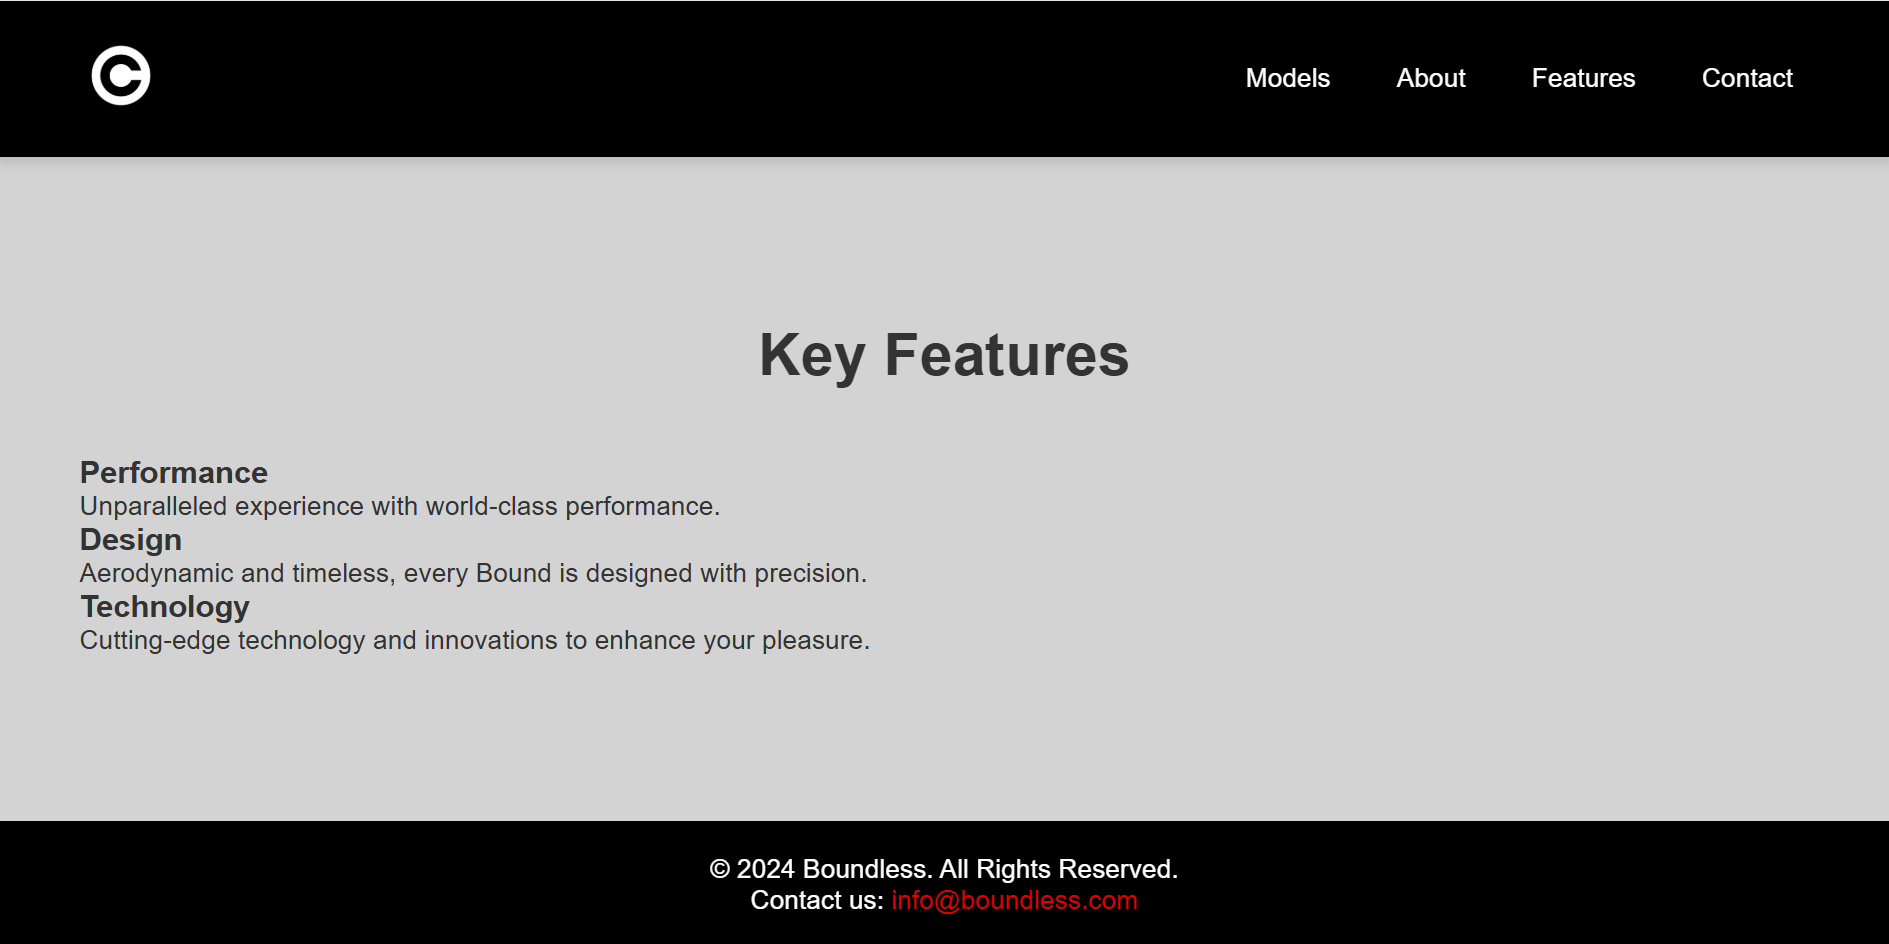 Models About Features Contact
Key Features
Performance
Unparalleled experience with world-class performance.
Design
Aerodynamic and timeless, every Bound is designed with precision.
Technology
Cutting-edge technology and innovations to enhance your pleasure.
© 2024 Boundless. All Rights Reserved.
Contact us: info@boundless.com